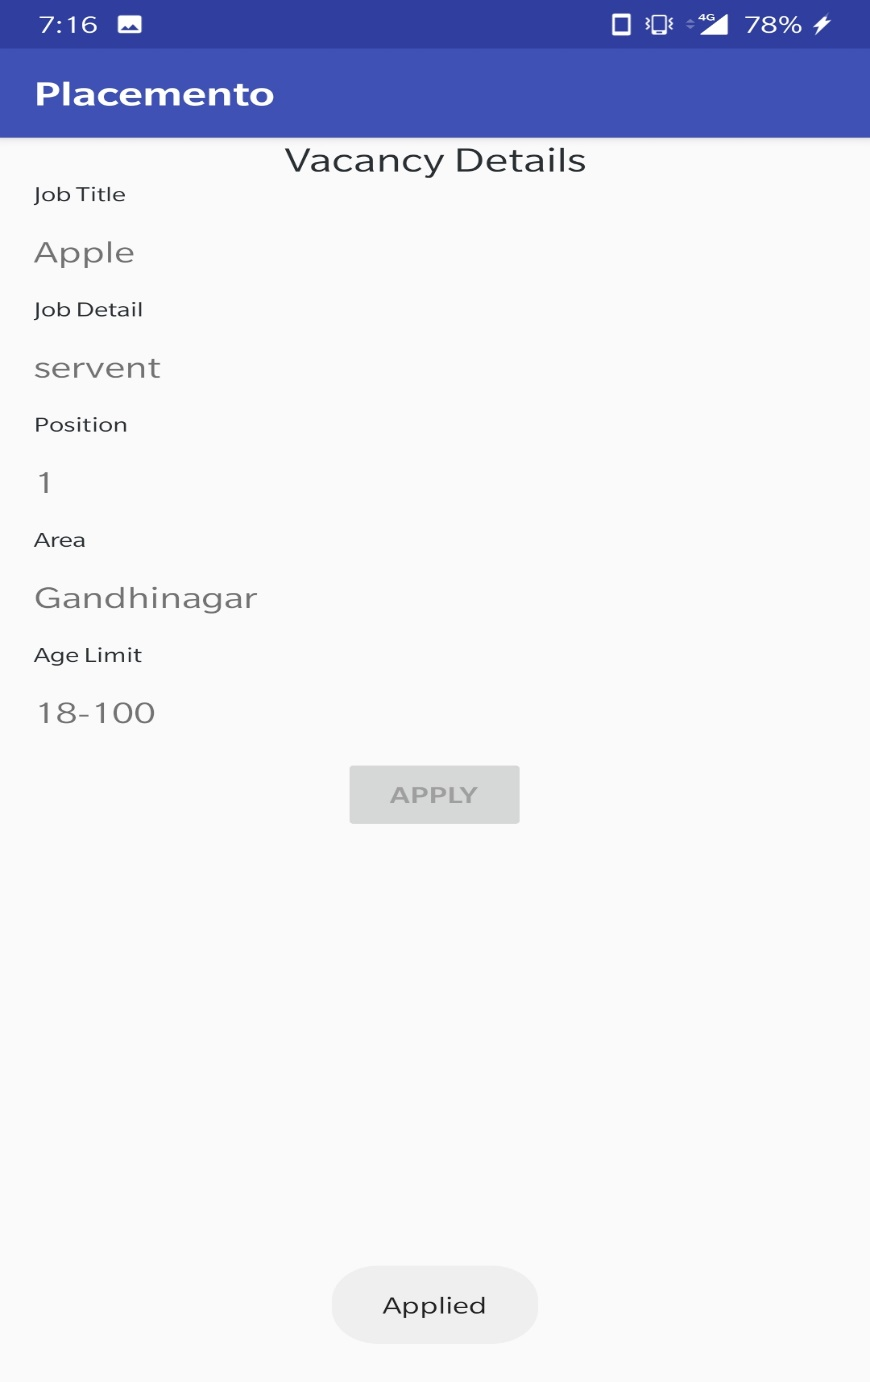 7:16 4G 78%
Placemento
Vacancy Details
Job Title
Apple
Job Detail
servent
Position
1
Area
Gandhinagar
Age Limit
18-100
APPLY
Applied